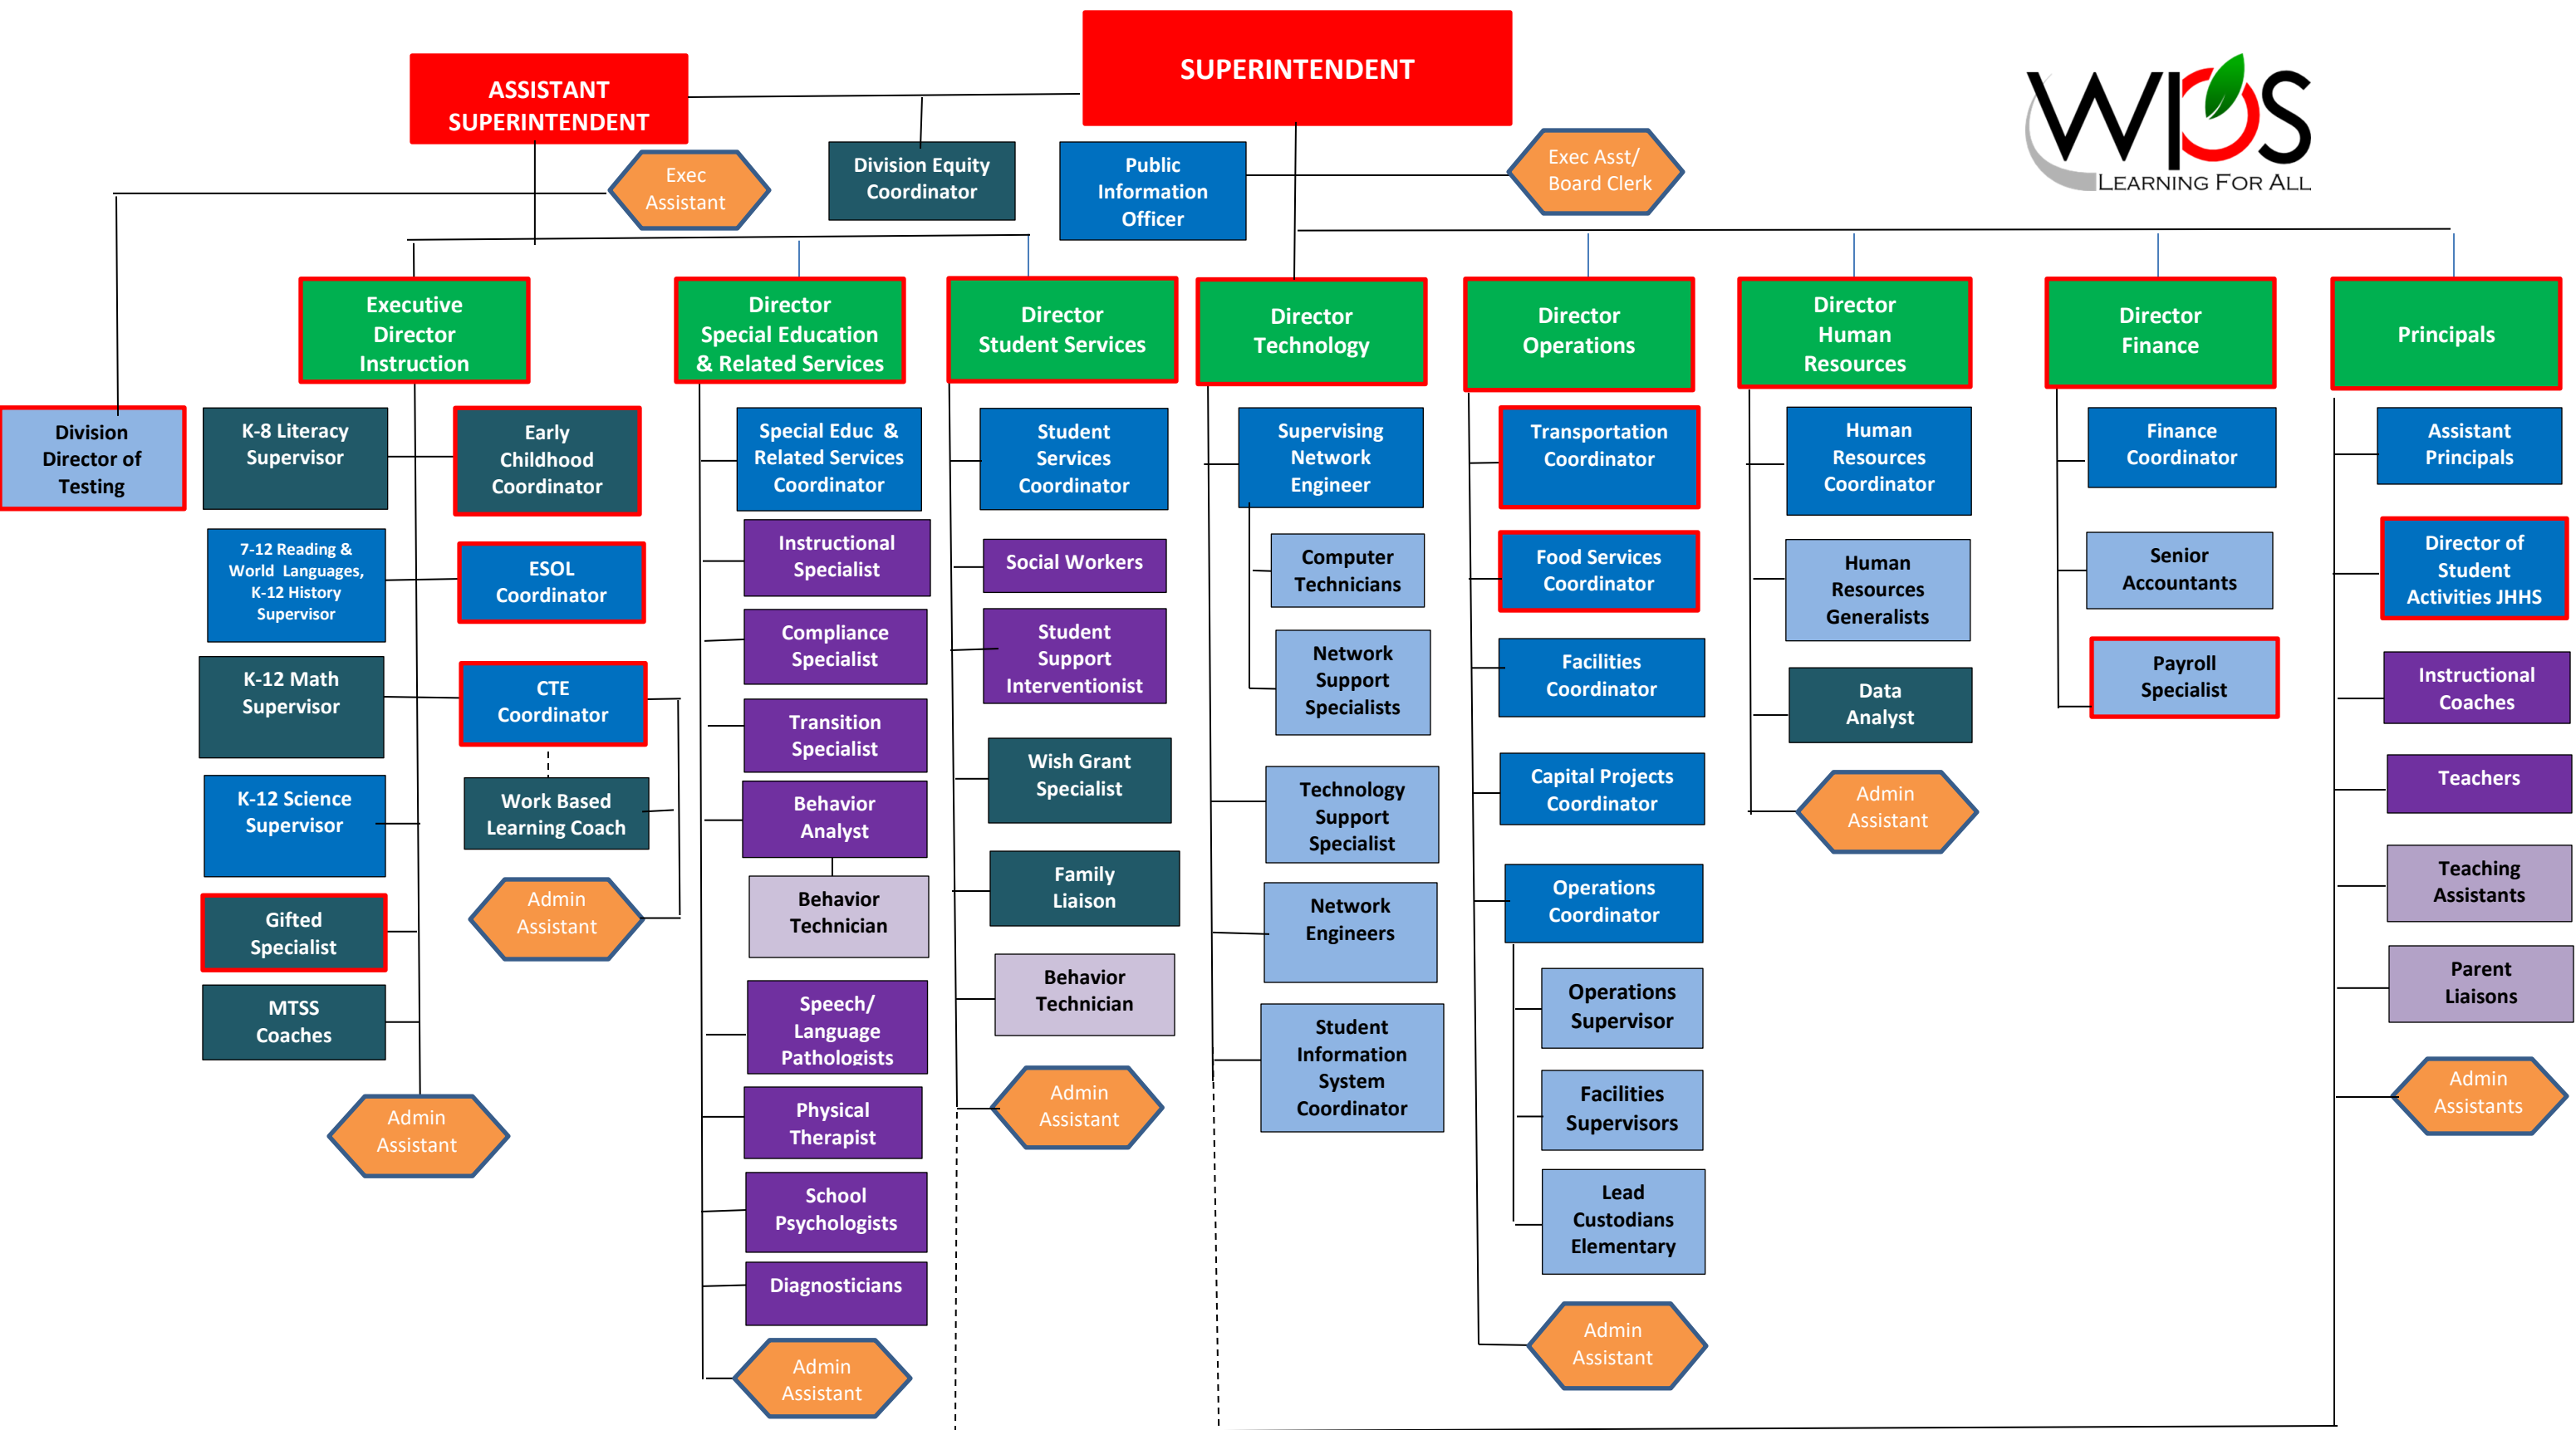 SUPERINTENDENT
ASSISTANT
SUPERINTENDENT
WPS
LEARNING FOR ALL
Exec
Assistant
Division Equity
Coordinator
Public
Information
Officer
Exec Asst/
Board Clerk
Executive
Director
Instruction
Director
Special Education
& Related Services
Director
Student Services
Director
Technology
Director
Operations
Director
Human
Resources
Director
Finance
Principals
Division
Director of
Testing
K-8 Literacy
Supervisor
Early
Childhood
Coordinator
7-12 Reading &
World Languages,
K-12 History
Supervisor
ESOL
Coordinator
K-12 Math
Supervisor
CTE
Coordinator
K-12 Science
Supervisor
Work Based
Learning Coach
Gifted
Specialist
Admin
Assistant
MTSS
Coaches
Admin
Assistant
Special Educ &
Related Services
Coordinator
Instructional
Specialist
Compliance
Specialist
Transition
Specialist
Behavior
Analyst
Behavior
Technician
Speech/
Language
Pathologists
Physical
Therapist
School
Psychologists
Diagnosticians
Admin
Assistant
Student
Services
Coordinator
Social Workers
Student
Support
Interventionist
Wish Grant
Specialist
Family
Liaison
Behavior
Technician
Admin
Assistant
Supervising
Network
Engineer
Computer
Technicians
Network
Support
Specialists
Technology
Support
Specialist
Network
Engineers
Student
Information
System
Coordinator
Transportation
Coordinator
Food Services
Coordinator
Facilities
Coordinator
Capital Projects
Coordinator
Operations
Coordinator
Operations
Supervisor
Facilities
Supervisors
Lead
Custodians
Elementary
Admin
Assistant
Human
Resources
Coordinator
Human
Resources
Generalists
Data
Analyst
Admin
Assistant
Finance
Coordinator
Senior
Accountants
Payroll
Specialist
Assistant
Principals
Director of
Student
Activities JHHS
Instructional
Coaches
Teachers
Teaching
Assistants
Parent
Liaisons
Admin
Assistants